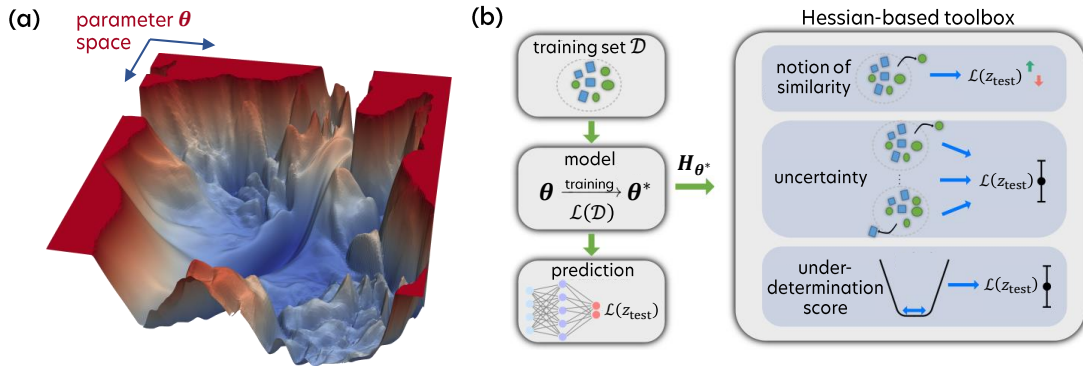 (a)
parameter θ
space
(b)
training set 𝒟
model
θ training→ θ*
ℒ(𝒟)
prediction
ℒ(z_test)
H_θ*
Hessian-based toolbox
notion of
similarity
ℒ(z_test)
uncertainty
ℒ(z_test)
under-
determination
score
ℒ(z_test)